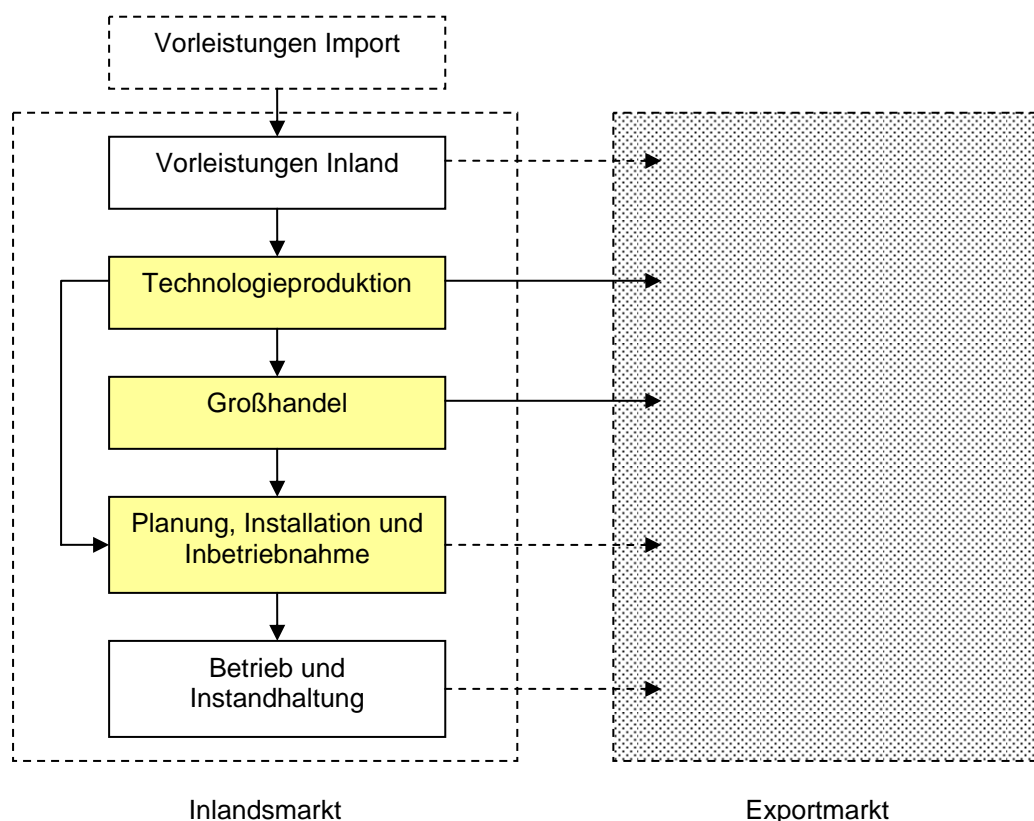 Vorleistungen Import
Vorleistungen Inland
Technologieproduktion
Großhandel
Planung, Installation und
Inbetriebnahme
Betrieb und
Instandhaltung
Inlandsmarkt
Exportmarkt